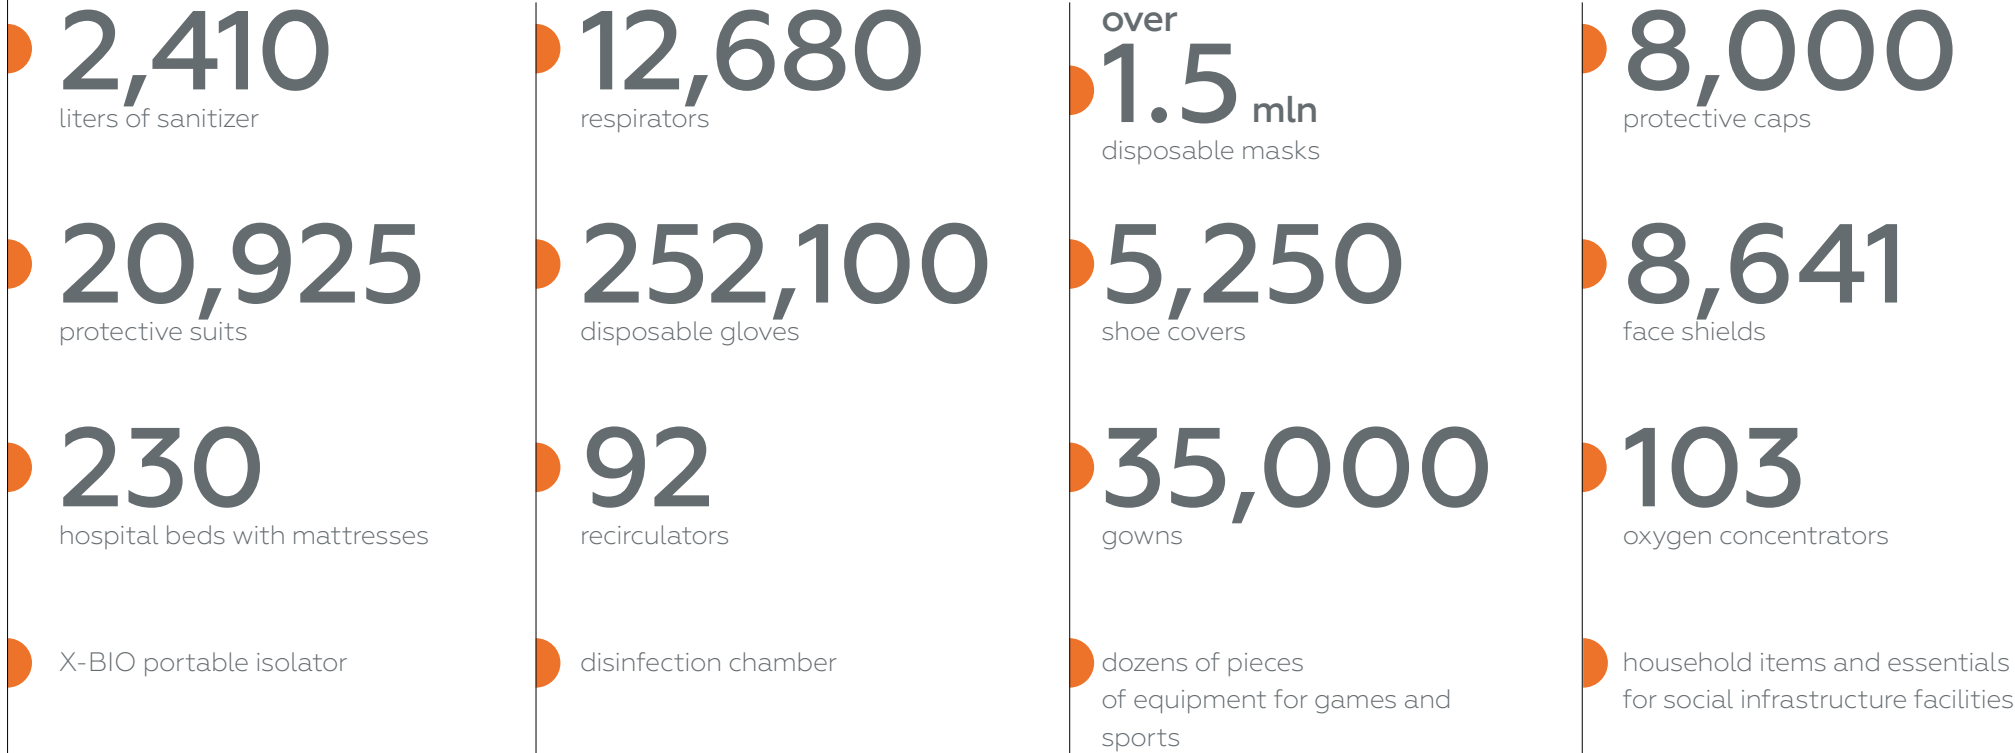 2,410
liters of sanitizer
12,680
respirators
over
1.5 mln
disposable masks
8,000
protective caps
20,925
protective suits
252,100
disposable gloves
5,250
shoe covers
8,641
face shields
230
hospital beds with mattresses
92
recirculators
35,000
gowns
103
oxygen concentrators
X-BIO portable isolator
disinfection chamber
dozens of pieces
of equipment for games and
sports
household items and essentials
for social infrastructure facilities